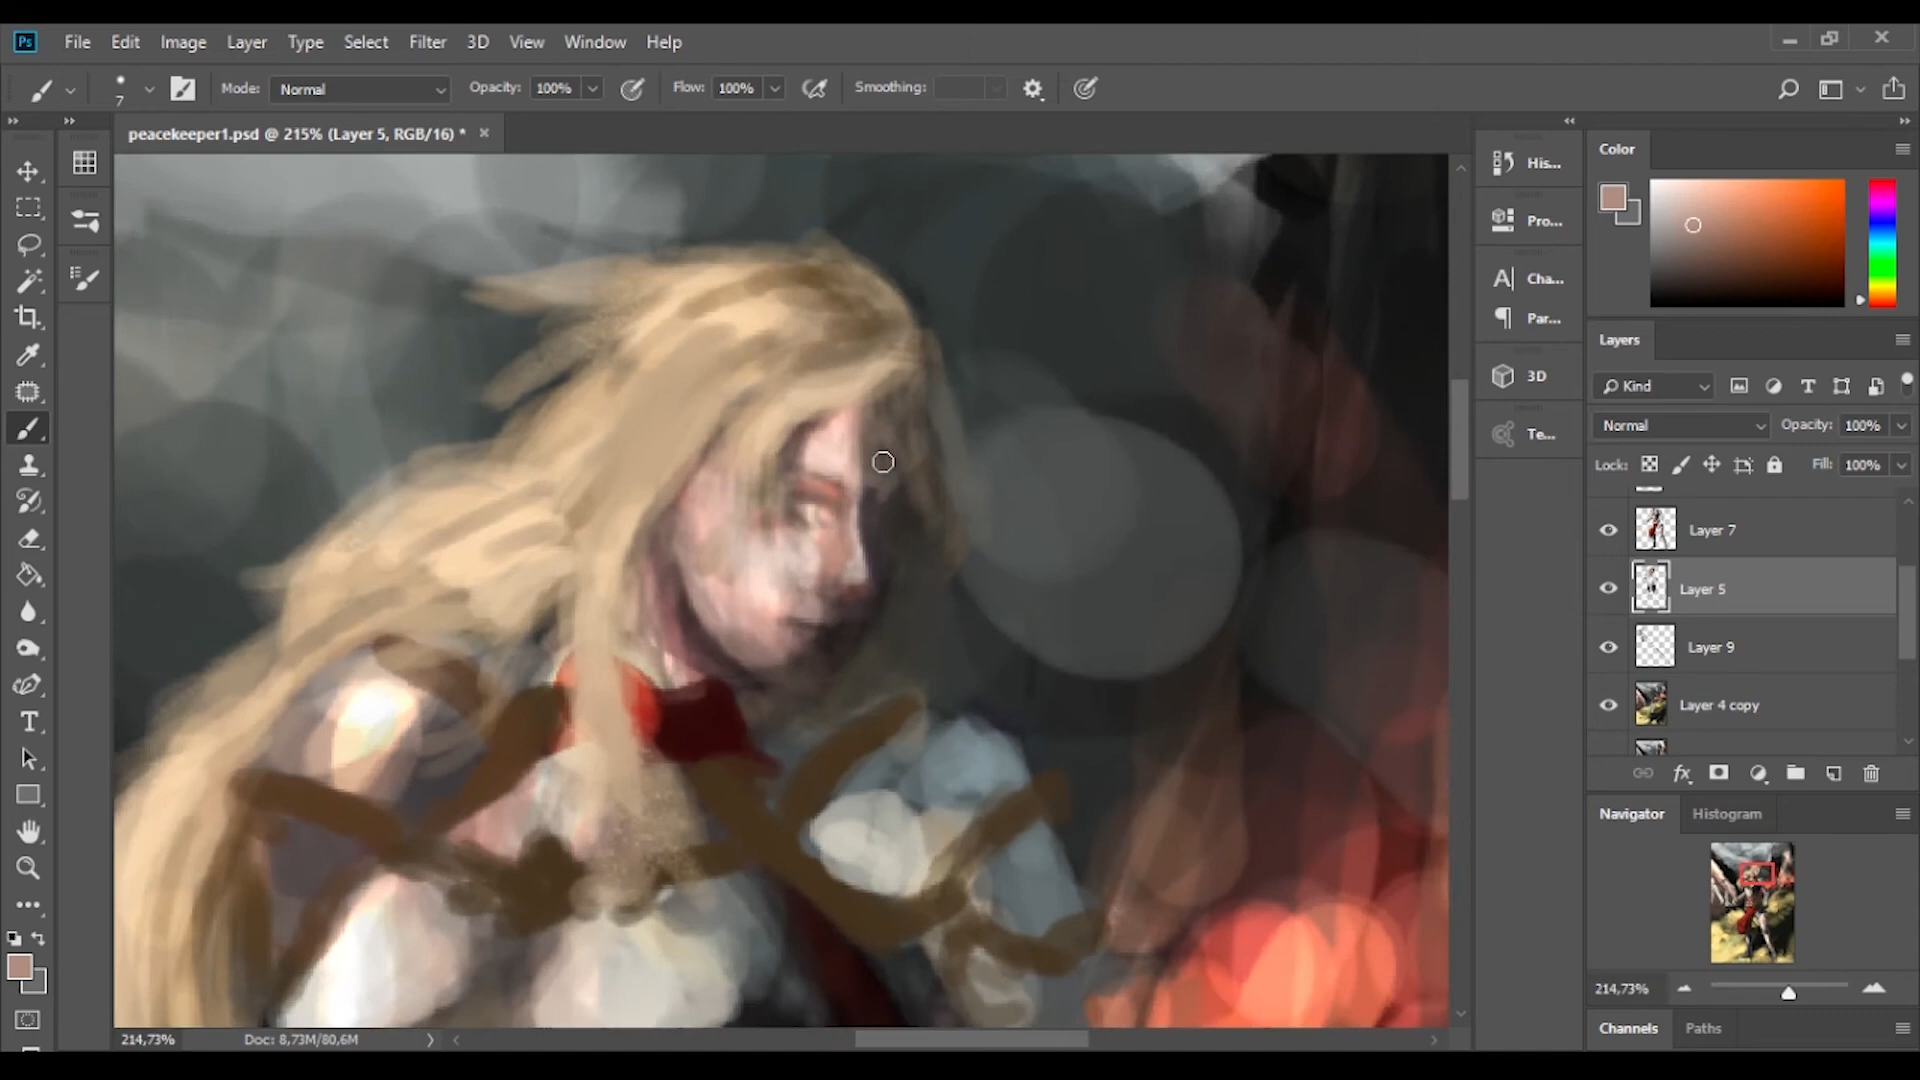 Ps File Edit Image Layer Type Select Filter 3D View Window Help
7 Mode: Normal Opacity: 100% Flow: 100% Smoothing:
peacekeeper1.psd @ 215% (Layer 5, RGB/16) * ×
His...
Pro...
Cha...
Par...
3D
Te...
Color
Layers
Kind
Normal Opacity: 100%
Lock: Fill: 100%
Layer 7
Layer 5
Layer 9
Layer 4 copy
fx
Navigator Histogram
214,73%
Channels Paths
214,73% Doc: 8,73M/80,6M